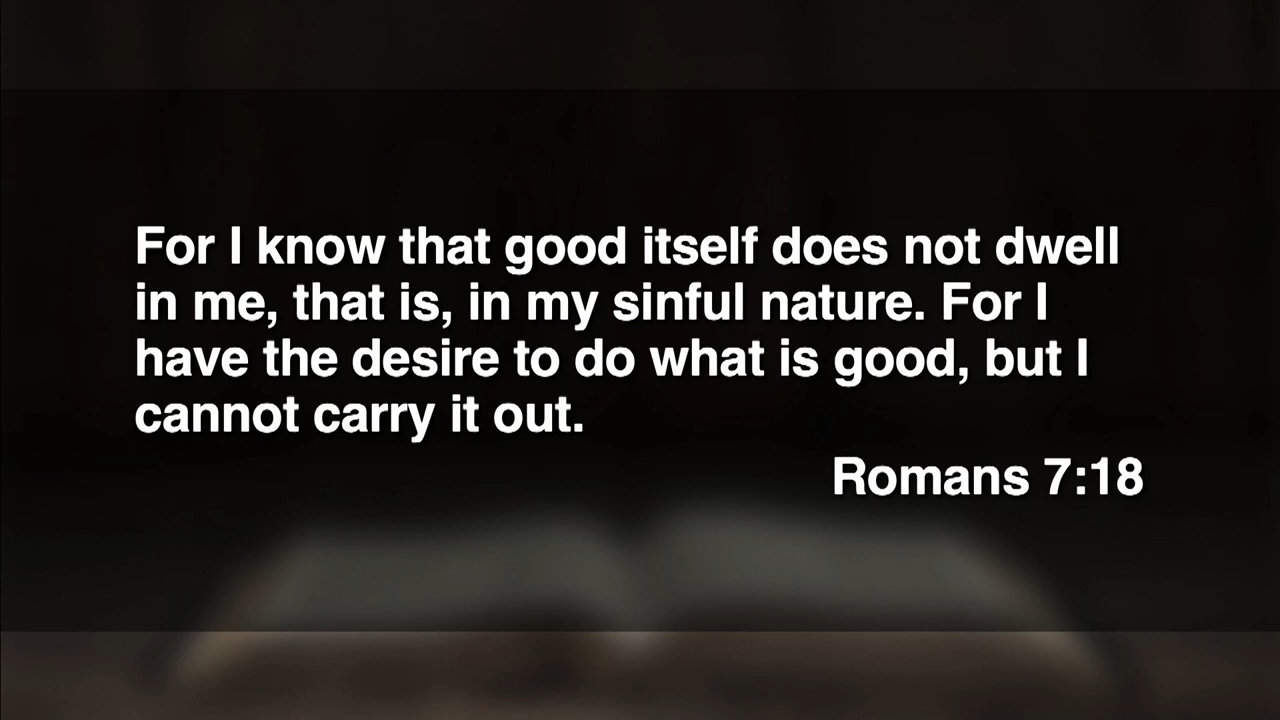 For I know that good itself does not dwell
in me, that is, in my sinful nature. For I
have the desire to do what is good, but I
cannot carry it out.
Romans 7:18